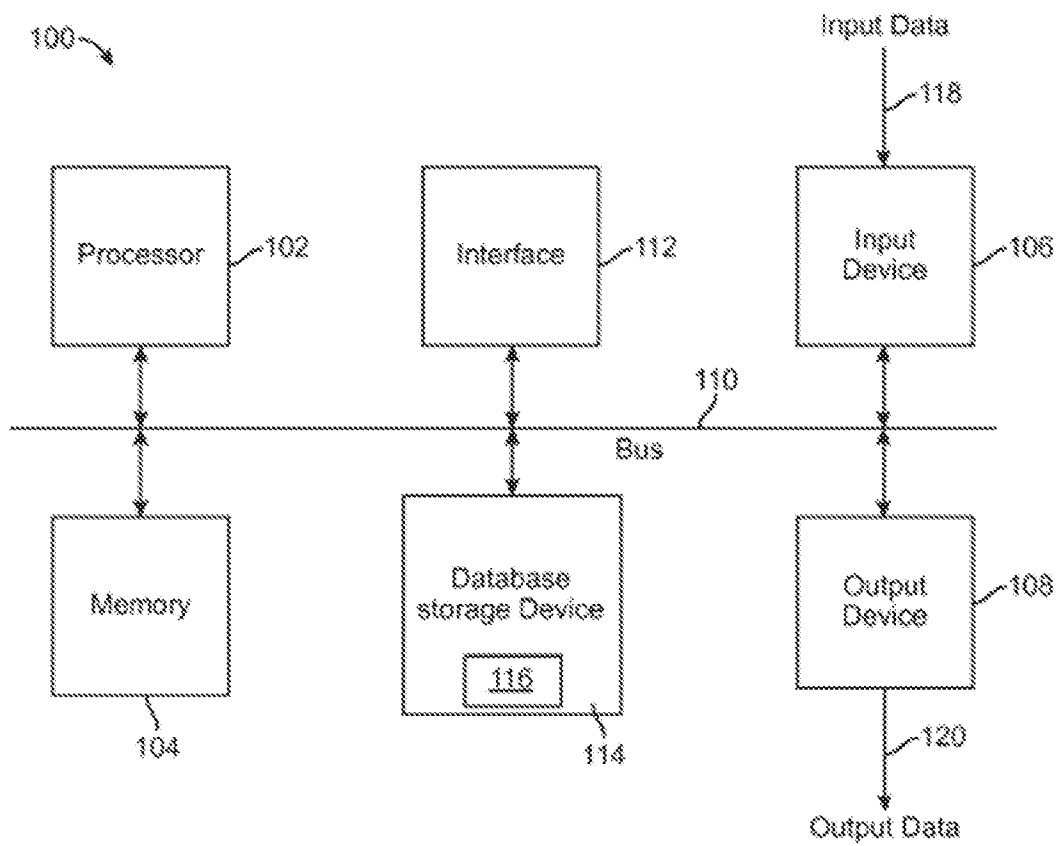 100
Input Data
118
Processor
102
Interface
112
Input
Device
106
110
Bus
Memory
104
Database
storage Device
116
114
Output
Device
108
120
Output Data